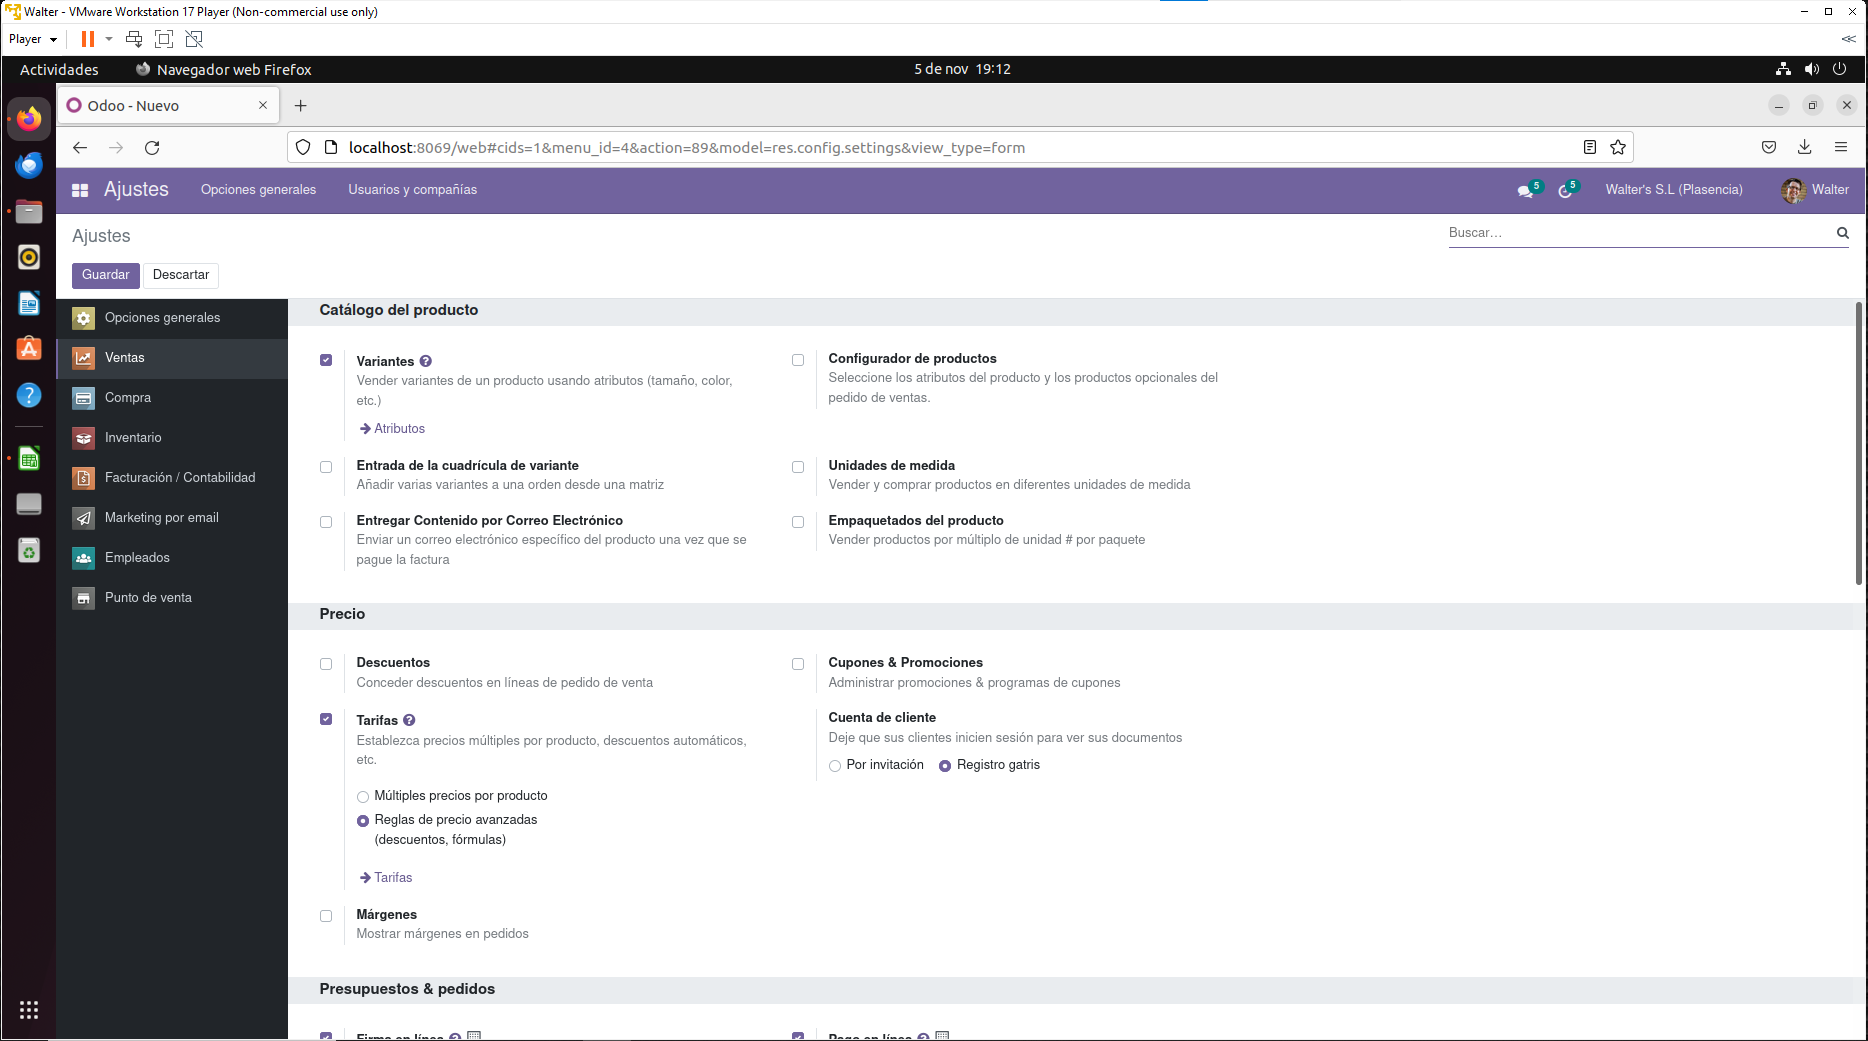 Walter - VMware Workstation 17 Player (Non-commercial use only)
Player
Actividades
Navegador web Firefox
5 de nov 19:12
Odoo - Nuevo
localhost:8069/web#cids=1&menu_id=4&action=89&model=res.config.settings&view_type=form
Ajustes
Opciones generales
Usuarios y compañías
5
5
Walter's S.L (Plasencia)
Walter
Ajustes
Buscar...
Guardar
Descartar
Opciones generales
Ventas
Compra
Inventario
Facturación / Contabilidad
Marketing por email
Empleados
Punto de venta
Catálogo del producto
Variantes
Vender variantes de un producto usando atributos (tamaño, color,
etc.)
Atributos
Configurador de productos
Seleccione los atributos del producto y los productos opcionales del
pedido de ventas.
Entrada de la cuadrícula de variante
Añadir varias variantes a una orden desde una matriz
Unidades de medida
Vender y comprar productos en diferentes unidades de medida
Entregar Contenido por Correo Electrónico
Enviar un correo electrónico específico del producto una vez que se
pague la factura
Empaquetados del producto
Vender productos por múltiplo de unidad # por paquete
Precio
Descuentos
Conceder descuentos en líneas de pedido de venta
Cupones & Promociones
Administrar promociones & programas de cupones
Tarifas
Establezca precios múltiples por producto, descuentos automáticos,
etc.
Múltiples precios por producto
Reglas de precio avanzadas
(descuentos, fórmulas)
Tarifas
Cuenta de cliente
Deje que sus clientes inicien sesión para ver sus documentos
Por invitación
Registro gatris
Márgenes
Mostrar márgenes en pedidos
Presupuestos & pedidos
Firma en línea
Pago en línea